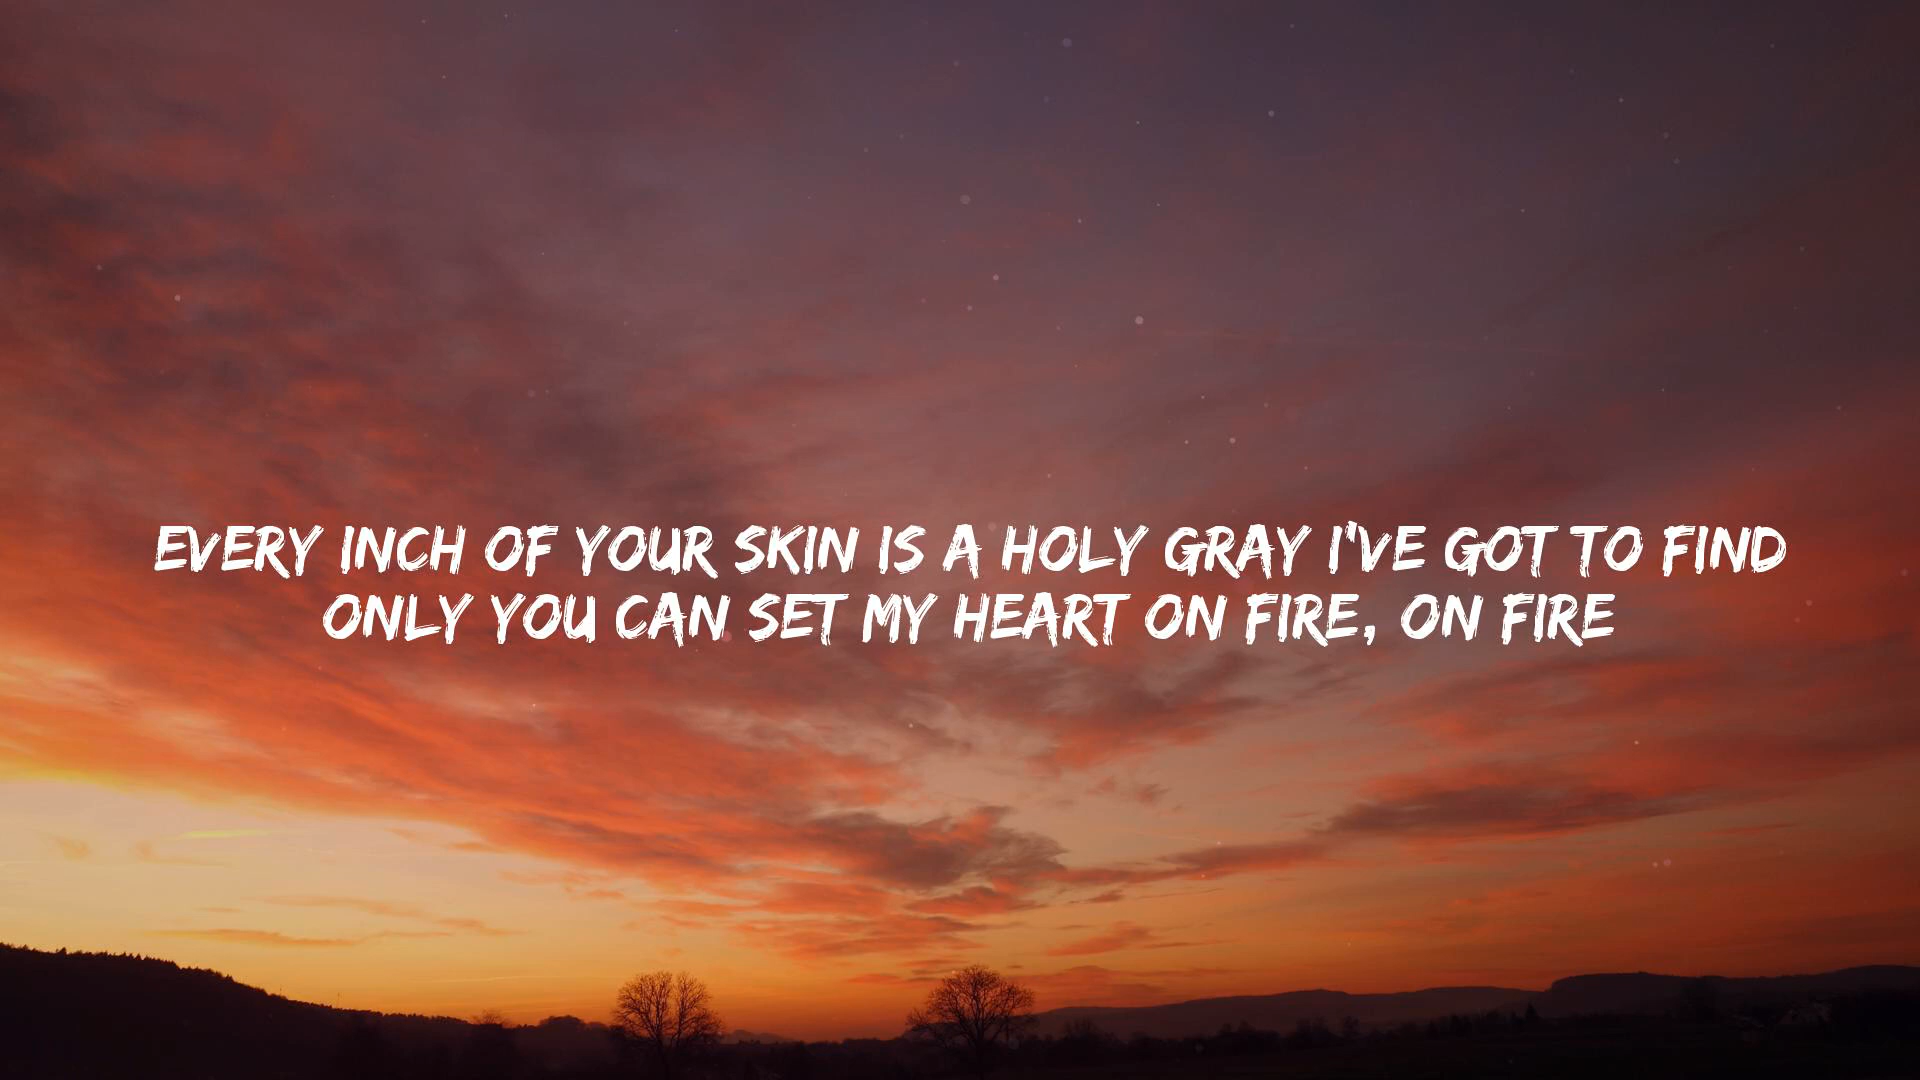 EVERY INCH OF YOUR SKIN IS A HOLY GRAY I'VE GOT TO FIND
ONLY YOU CAN SET MY HEART ON FIRE, ON FIRE